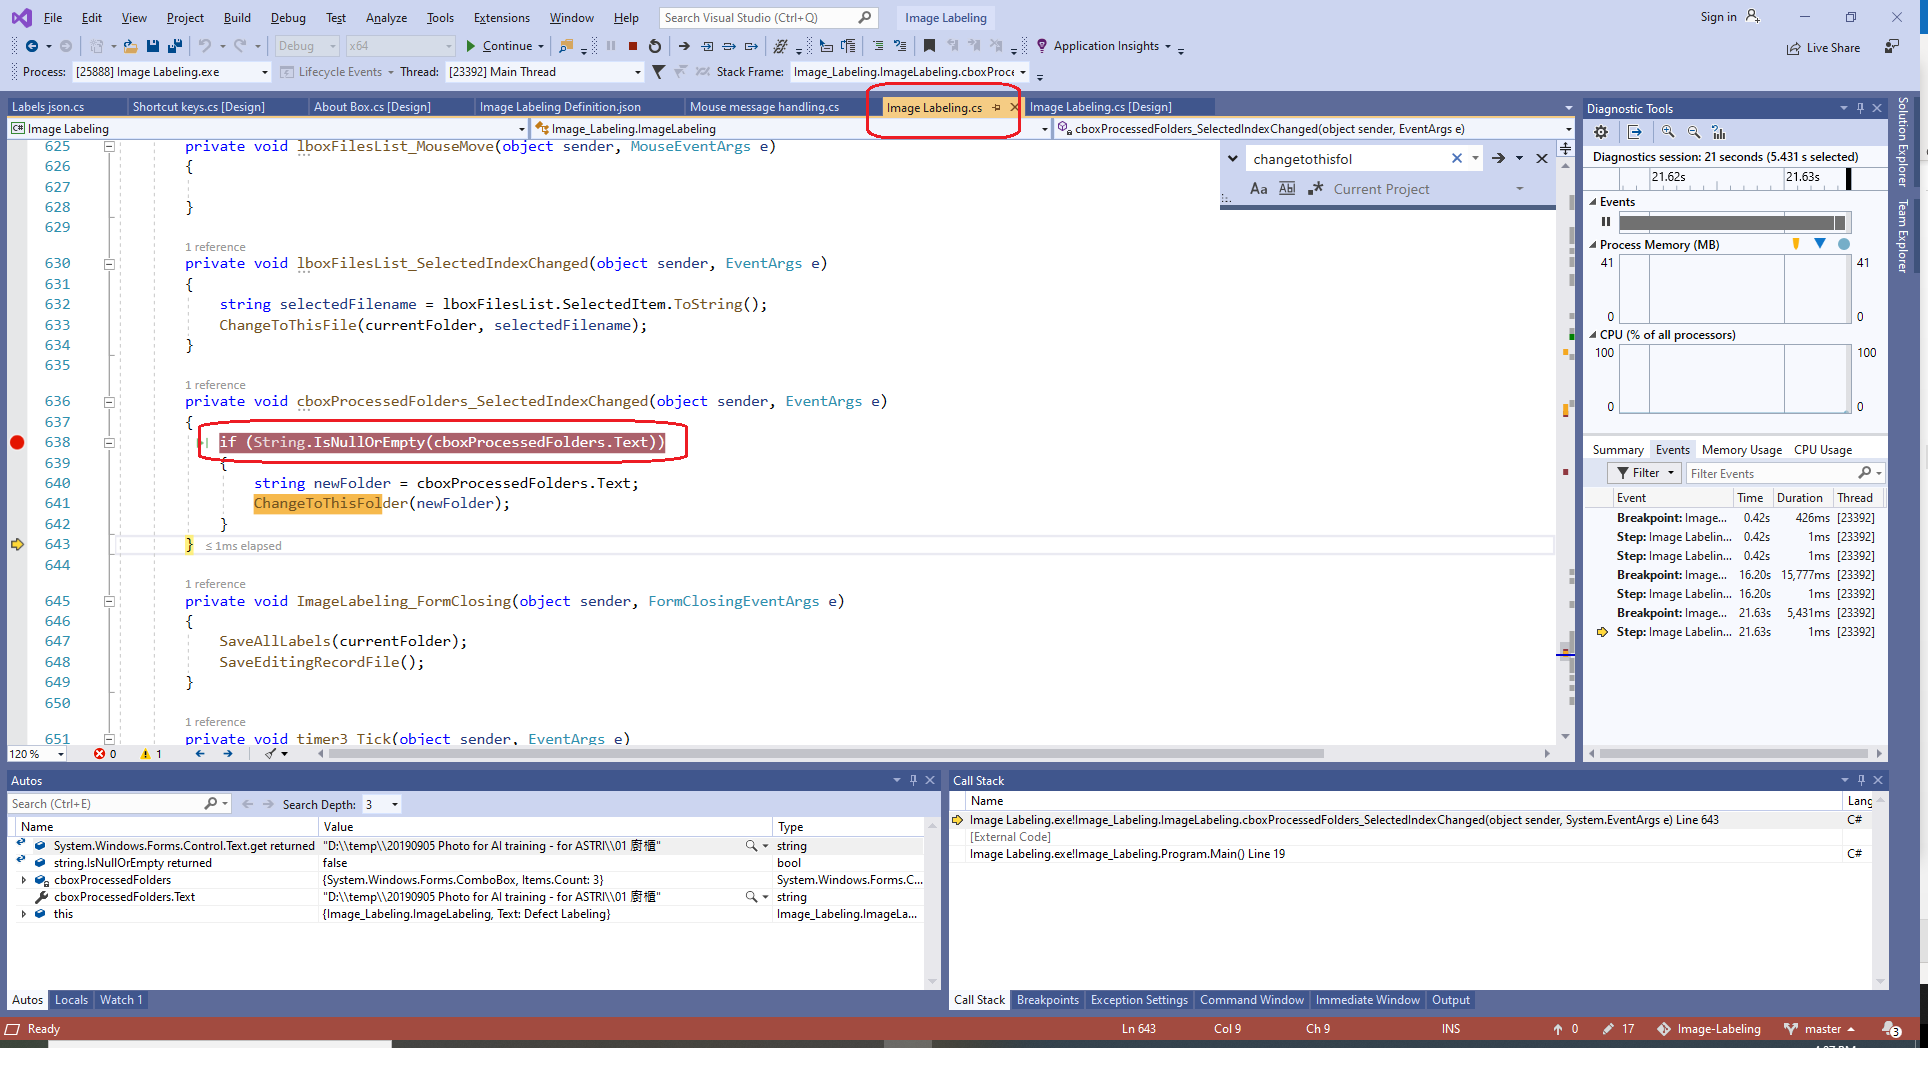 File Edit View Project Build Debug Test Analyze Tools Extensions Window Help Search Visual Studio (Ctrl+Q) Image Labeling Sign in
Debug x64 Continue Application Insights Live Share
Process: [25888] Image Labeling.exe Lifecycle Events Thread: [23392] Main Thread Stack Frame: Image_Labeling.ImageLabeling.cboxProce
Labels json.cs Shortcut keys.cs [Design] About Box.cs [Design] Image Labeling Definition.json Mouse message handling.cs Image Labeling.cs Image Labeling.cs [Design]
C# Image Labeling Image_Labeling.ImageLabeling cboxProcessedFolders_SelectedIndexChanged(object sender, EventArgs e)
625 private void lboxFilesList_MouseMove(object sender, MouseEventArgs e)
626 {
627
628 }
629
1 reference
630 private void lboxFilesList_SelectedIndexChanged(object sender, EventArgs e)
631 {
632 string selectedFilename = lboxFilesList.SelectedItem.ToString();
633 ChangeToThisFile(currentFolder, selectedFilename);
634 }
635
1 reference
636 private void cboxProcessedFolders_SelectedIndexChanged(object sender, EventArgs e)
637 {
638 if (String.IsNullOrEmpty(cboxProcessedFolders.Text))
639 {
640 string newFolder = cboxProcessedFolders.Text;
641 ChangeToThisFolder(newFolder);
642 }
643 } ≤ 1ms elapsed
644
1 reference
645 private void ImageLabeling_FormClosing(object sender, FormClosingEventArgs e)
646 {
647 SaveAllLabels(currentFolder);
648 SaveEditingRecordFile();
649 }
650
1 reference
651 private void timer3_Tick(object sender, EventArgs e)
120 % 0 1
changetothisfol
Aa Ab .* Current Project
Diagnostic Tools
Diagnostics session: 21 seconds (5.431 s selected)
21.62s 21.63s
Events
Process Memory (MB)
41 41
0 0
CPU (% of all processors)
100 100
0 0
Summary Events Memory Usage CPU Usage
Filter Filter Events
Event Time Duration Thread
Breakpoint: Image... 0.42s 426ms [23392]
Step: Image Labelin... 0.42s 1ms [23392]
Step: Image Labelin... 0.42s 1ms [23392]
Breakpoint: Image... 16.20s 15,777ms [23392]
Step: Image Labelin... 16.20s 1ms [23392]
Breakpoint: Image... 21.63s 5,431ms [23392]
Step: Image Labelin... 21.63s 1ms [23392]
Solution Explorer
Team Explorer
Autos
Search (Ctrl+E) Search Depth: 3
Name Value Type
System.Windows.Forms.Control.Text.get returned "D:\\temp\\20190905 Photo for AI training - for ASTRI\\01 廚櫃" string
string.IsNullOrEmpty returned false bool
cboxProcessedFolders {System.Windows.Forms.ComboBox, Items.Count: 3} System.Windows.Forms.C...
cboxProcessedFolders.Text "D:\\temp\\20190905 Photo for AI training - for ASTRI\\01 廚櫃" string
this {Image_Labeling.ImageLabeling, Text: Defect Labeling} Image_Labeling.ImageLa...
Autos Locals Watch 1
Call Stack
Name Lang
Image Labeling.exe!Image_Labeling.ImageLabeling.cboxProcessedFolders_SelectedIndexChanged(object sender, System.EventArgs e) Line 643 C#
[External Code]
Image Labeling.exe!Image_Labeling.Program.Main() Line 19 C#
Call Stack Breakpoints Exception Settings Command Window Immediate Window Output
Ready Ln 643 Col 9 Ch 9 INS 0 17 Image-Labeling master 3